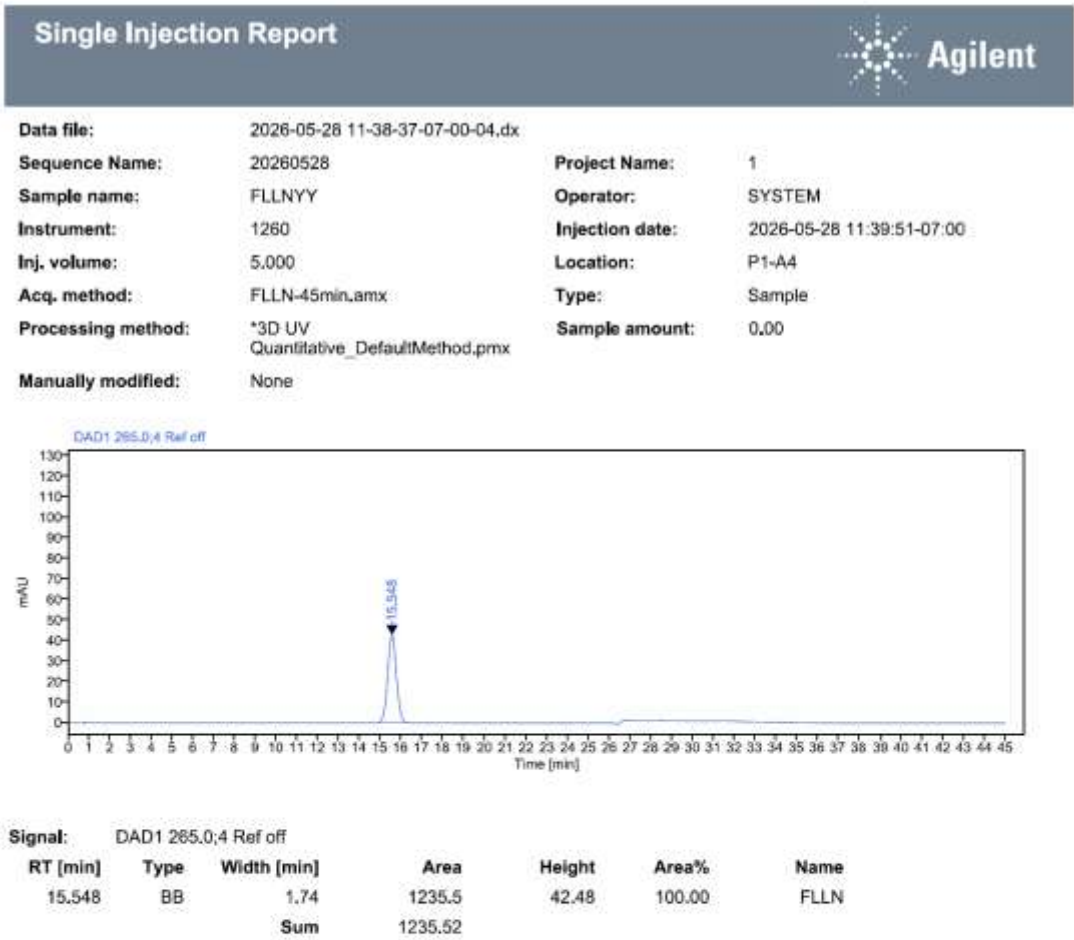 Single Injection Report
Agilent
Data file: 2026-05-28 11-38-37-07-00-04.dx
Sequence Name: 20260528 Project Name: 1
Sample name: FLLNYY Operator: SYSTEM
Instrument: 1260 Injection date: 2026-05-28 11:39:51-07:00
Inj. volume: 5.000 Location: P1-A4
Acq. method: FLLN-45min.amx Type: Sample
Processing method: *3D UV Sample amount: 0.00
Quantitative_DefaultMethod.pmx
Manually modified: None
DAD1 265.0;4 Ref off
130
120
110
100
90
80
70
60
50
40
30
20
10
0
mAU
15.548
0 1 2 3 4 5 6 7 8 9 10 11 12 13 14 15 16 17 18 19 20 21 22 23 24 25 26 27 28 29 30 31 32 33 34 35 36 37 38 39 40 41 42 43 44 45
Time [min]
Signal: DAD1 265.0;4 Ref off
RT [min] Type Width [min] Area Height Area% Name
15.548 BB 1.74 1235.5 42.48 100.00 FLLN
Sum 1235.52